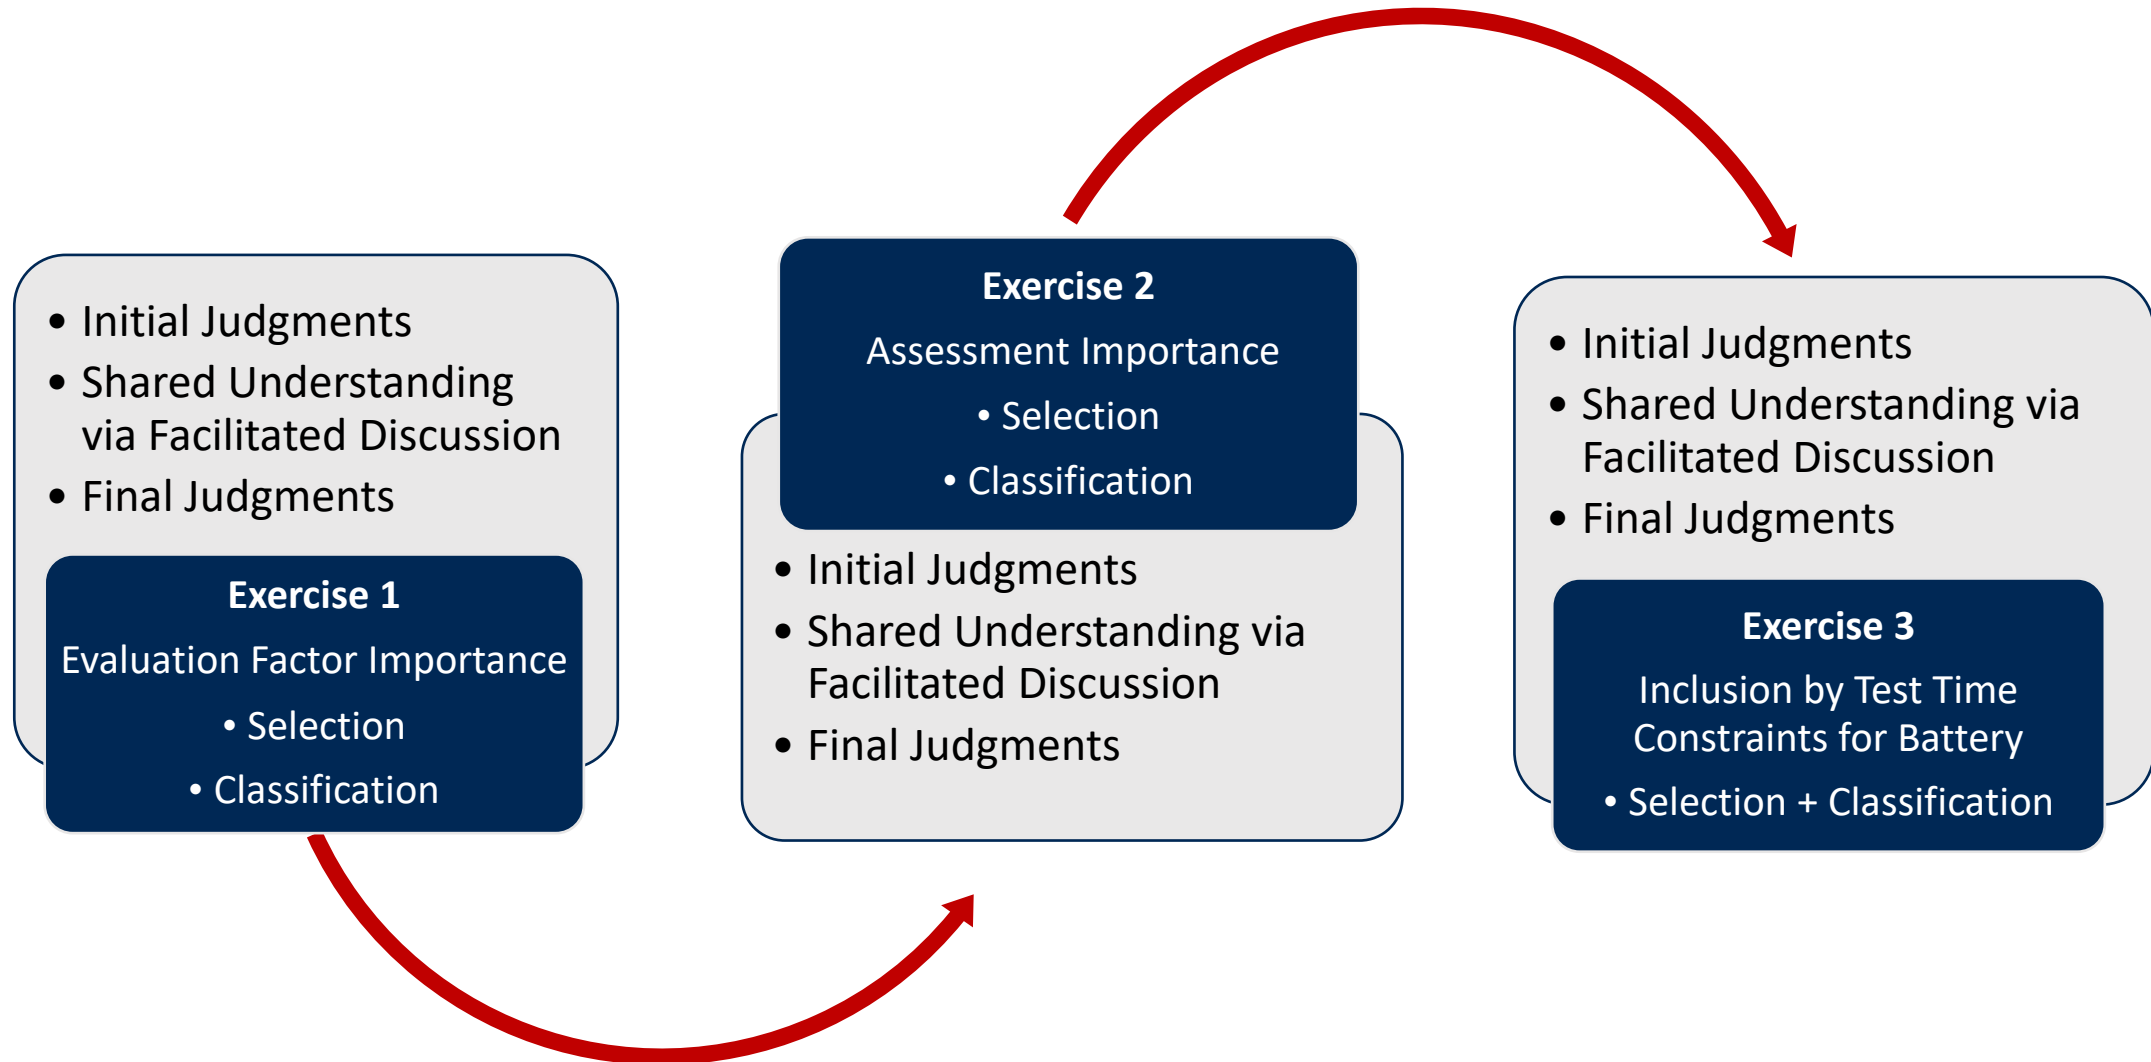 • Initial Judgments
• Shared Understanding
via Facilitated Discussion
• Final Judgments
Exercise 1
Evaluation Factor Importance
• Selection
• Classification
Exercise 2
Assessment Importance
• Selection
• Classification
• Initial Judgments
• Shared Understanding via
Facilitated Discussion
• Final Judgments
• Initial Judgments
• Shared Understanding via
Facilitated Discussion
• Final Judgments
Exercise 3
Inclusion by Test Time
Constraints for Battery
• Selection + Classification